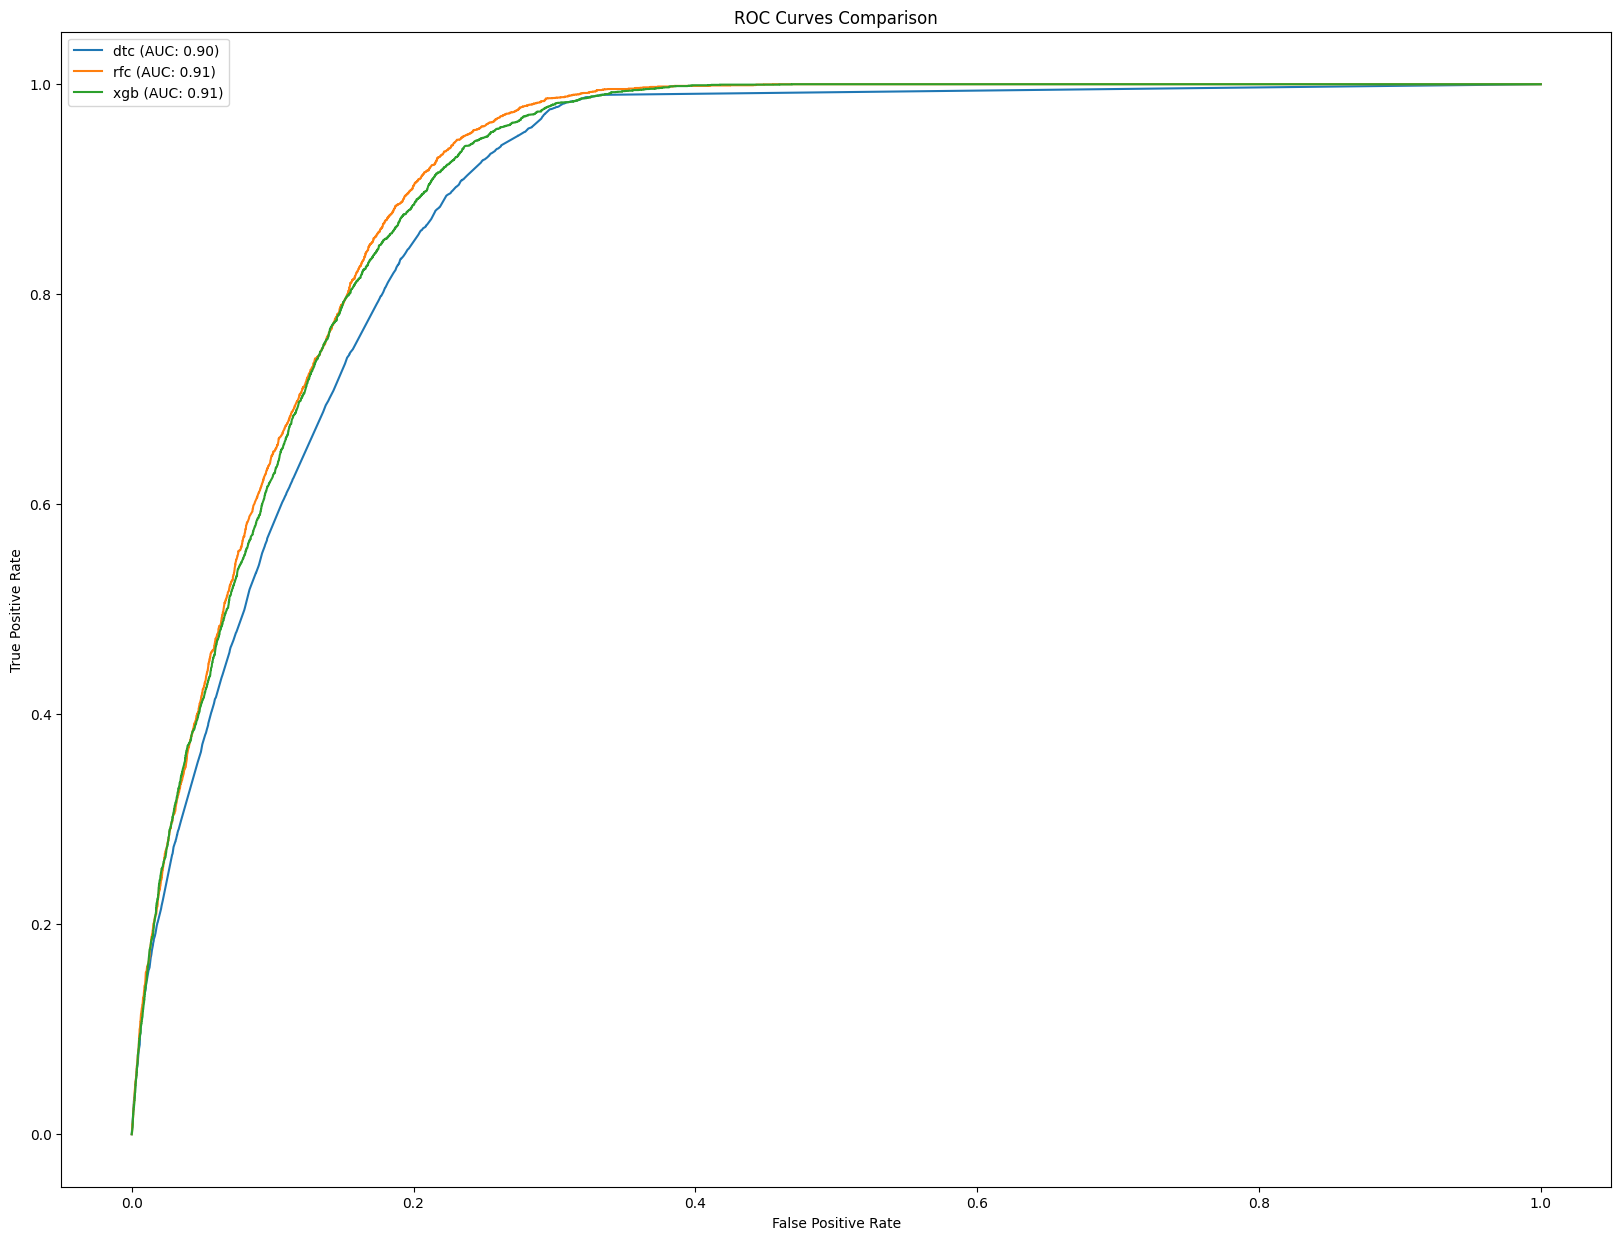 ROC Curves Comparison
dtc (AUC: 0.90)
rfc (AUC: 0.91)
xgb (AUC: 0.91)
1.0
0.8
0.6
0.4
0.2
0.0
True Positive Rate
0.0 0.2 0.4 0.6 0.8 1.0
False Positive Rate